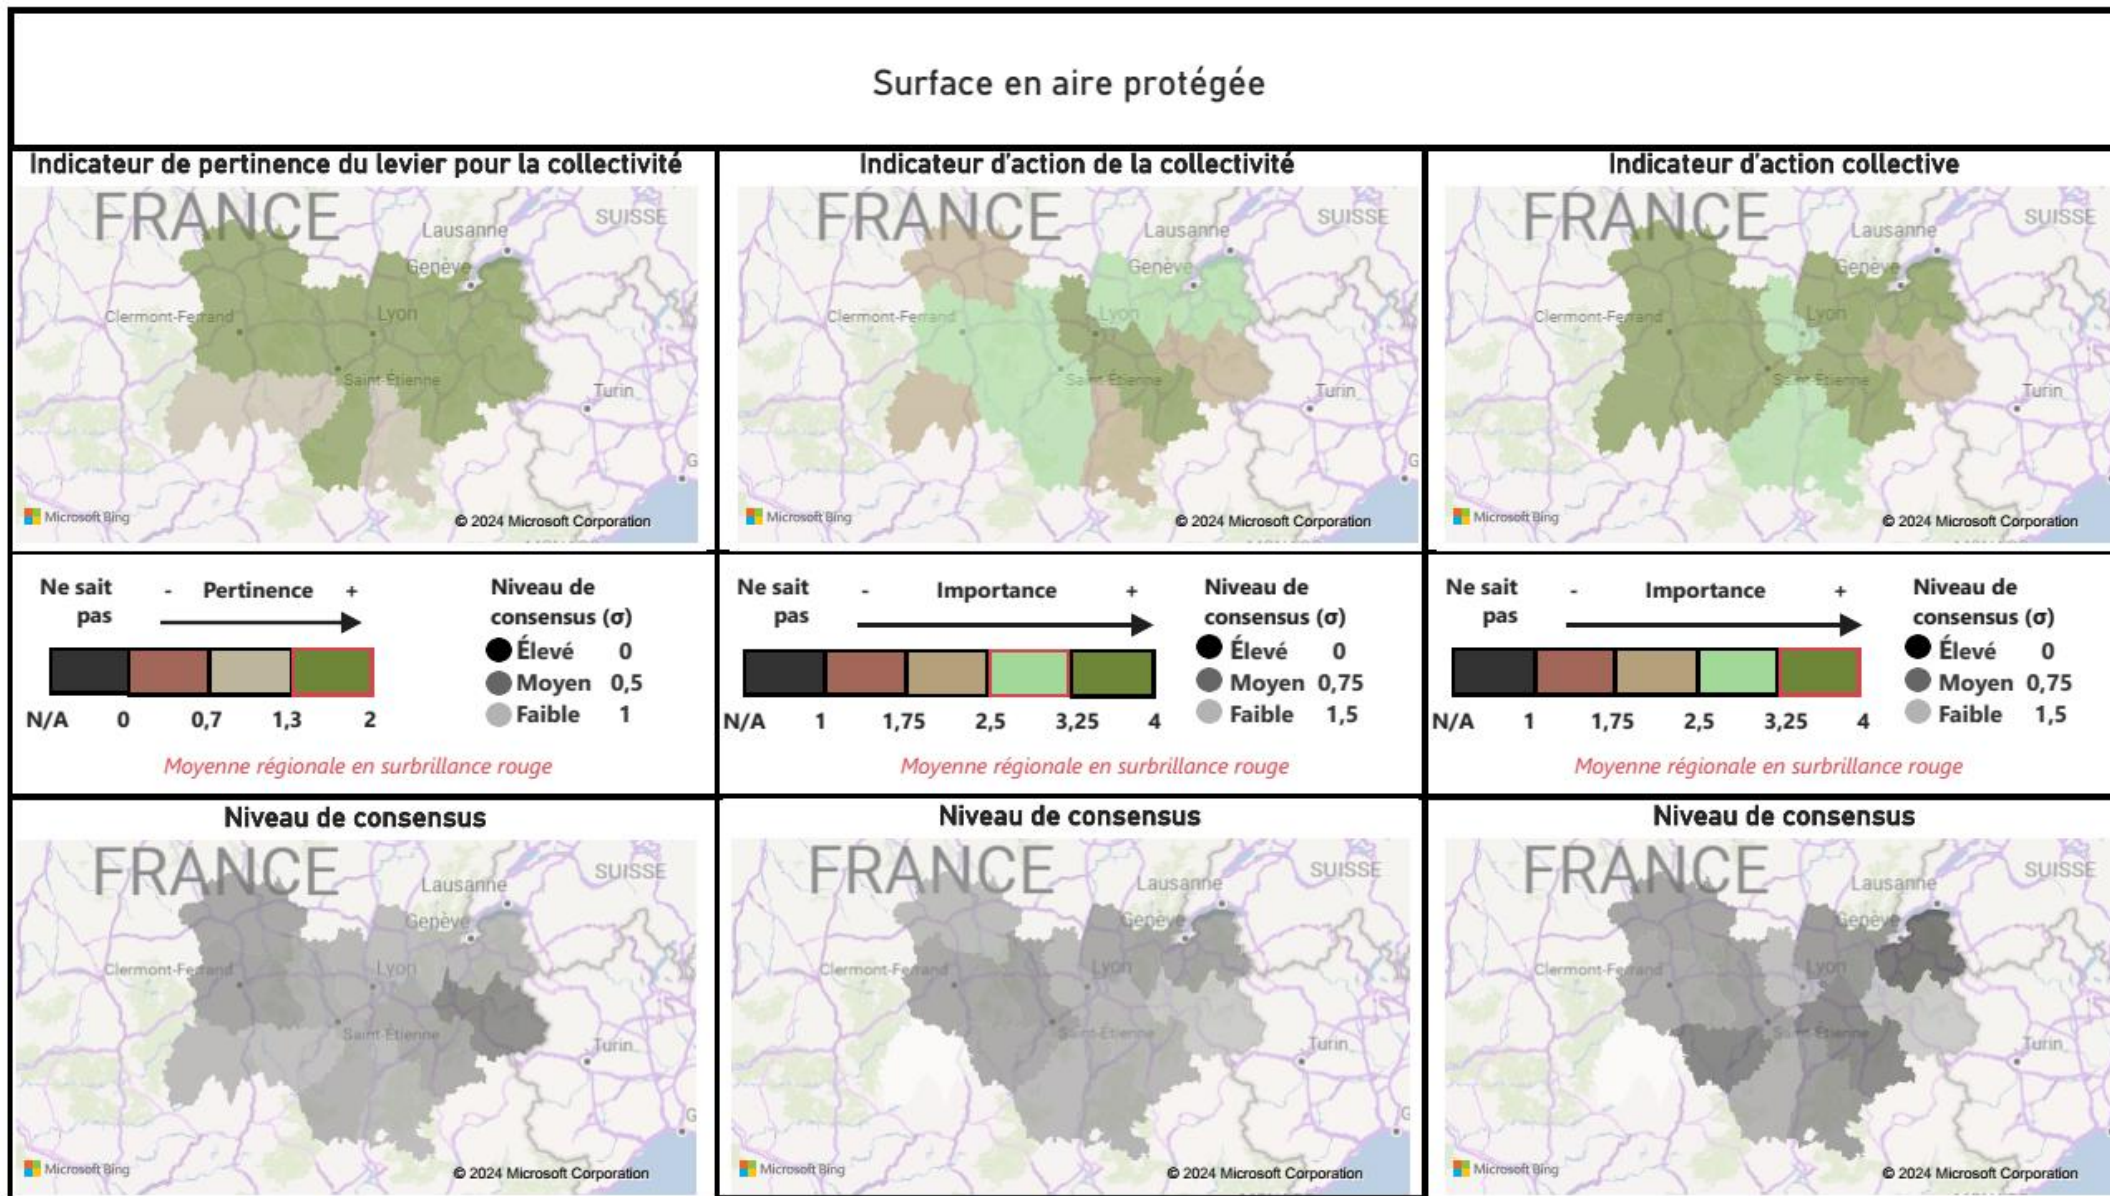 Surface en aire protégée
Indicateur de pertinence du levier pour la collectivité
FRANCE
SUISSE
Lausanne
Genève
Clermont-Ferrand
Lyon
Saint-Étienne
Turin
G
Microsoft Bing
© 2024 Microsoft Corporation
Indicateur d'action de la collectivité
FRANCE
SUISSE
Lausanne
Genève
Clermont-Ferrand
Lyon
Saint-Étienne
Turin
G
Microsoft Bing
© 2024 Microsoft Corporation
Indicateur d'action collective
FRANCE
SUISSE
Lausanne
Genève
Clermont-Ferrand
Lyon
Saint-Étienne
Turin
Microsoft Bing
© 2024 Microsoft Corporation
Ne sait
pas
- Pertinence +
Niveau de
consensus (σ)
Élevé 0
Moyen 0,5
Faible 1
N/A 0 0,7 1,3 2
Moyenne régionale en surbrillance rouge
Ne sait
pas
- Importance +
Niveau de
consensus (σ)
Élevé 0
Moyen 0,75
Faible 1,5
N/A 1 1,75 2,5 3,25 4
Moyenne régionale en surbrillance rouge
Ne sait
pas
- Importance +
Niveau de
consensus (σ)
Élevé 0
Moyen 0,75
Faible 1,5
N/A 1 1,75 2,5 3,25 4
Moyenne régionale en surbrillance rouge
Niveau de consensus
FRANCE
SUISSE
Lausanne
Genève
Clermont-Ferrand
Lyon
Saint-Étienne
Turin
G
Microsoft Bing
© 2024 Microsoft Corporation
Niveau de consensus
FRANCE
SUISSE
Lausanne
Genève
Clermont-Ferrand
Lyon
Saint-Étienne
Turin
G
Microsoft Bing
© 2024 Microsoft Corporation
Niveau de consensus
FRANCE
SUISSE
Lausanne
Genève
Clermont-Ferrand
Lyon
Saint-Étienne
Turin
Microsoft Bing
© 2024 Microsoft Corporation